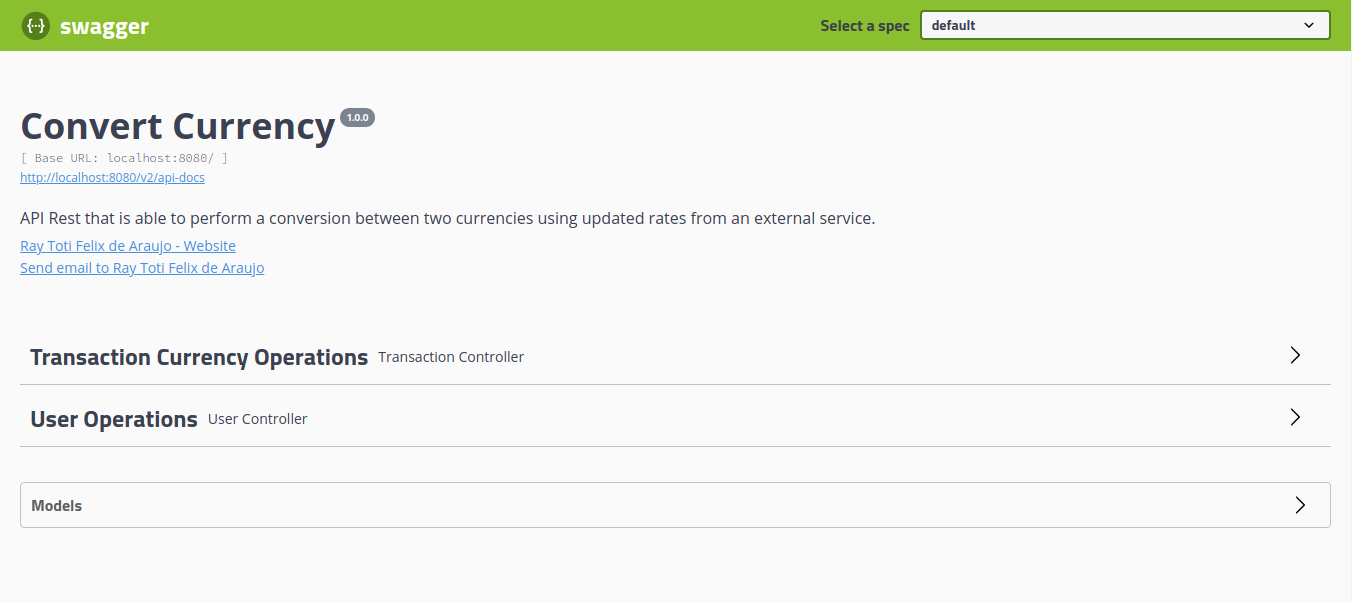 {···} swagger Select a spec default
Convert Currency 1.0.0
[ Base URL: localhost:8080/ ]
http://localhost:8080/v2/api-docs
API Rest that is able to perform a conversion between two currencies using updated rates from an external service.
Ray Toti Felix de Araujo - Website
Send email to Ray Toti Felix de Araujo
Transaction Currency Operations Transaction Controller
User Operations User Controller
Models